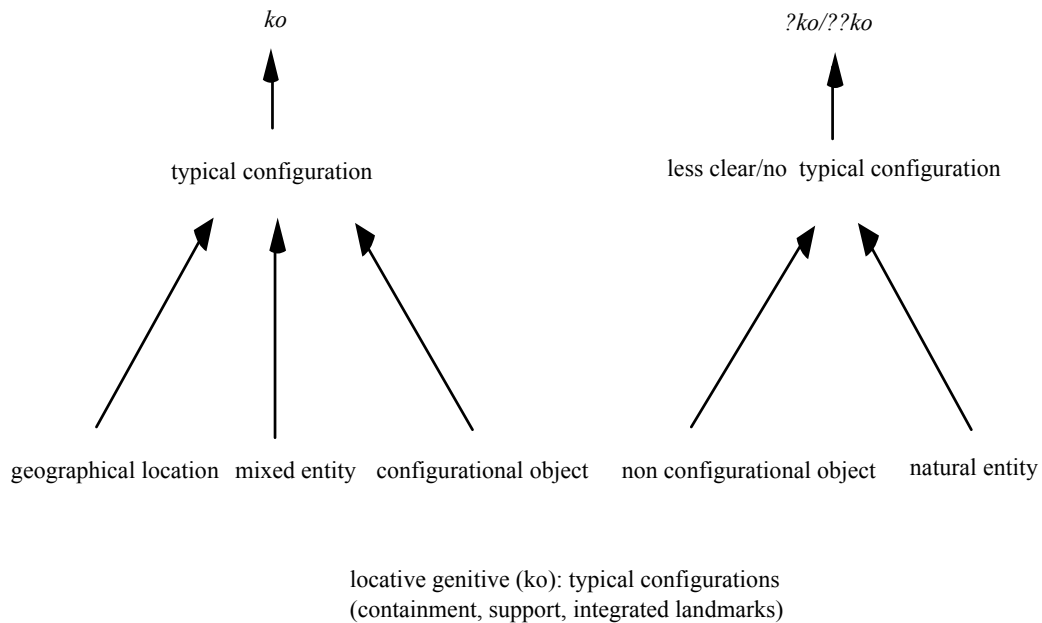 ko
?ko/??ko
typical configuration
less clear/no typical configuration
geographical location
mixed entity
configurational object
non configurational object
natural entity
locative genitive (ko): typical configurations
(containment, support, integrated landmarks)